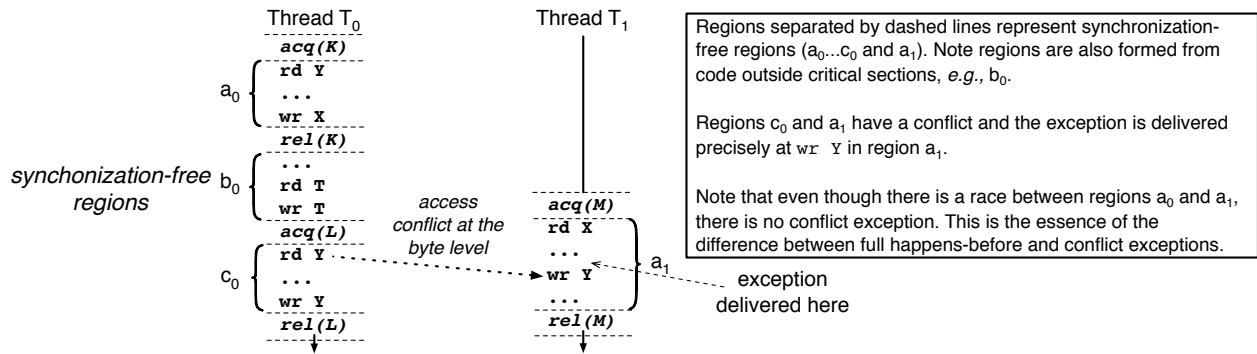 Thread T0
acq(K)
rd Y
...
wr X
rel(K)
...
rd T
wr T
acq(L)
rd Y
...
wr Y
rel(L)
a0
b0
c0
synchonization-free
regions
access
conflict at the
byte level
Thread T1
acq(M)
rd X
...
wr Y
...
rel(M)
a1
exception
delivered here
Regions separated by dashed lines represent synchronization-
free regions (a0...c0 and a1). Note regions are also formed from
code outside critical sections, e.g., b0.
Regions c0 and a1 have a conflict and the exception is delivered
precisely at wr Y in region a1.
Note that even though there is a race between regions a0 and a1,
there is no conflict exception. This is the essence of the
difference between full happens-before and conflict exceptions.